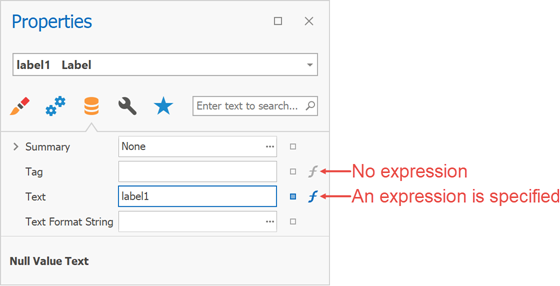 Properties
label1 Label
Enter text to search...
Summary None
Tag
No expression
Text label1
An expression is specified
Text Format String
Null Value Text